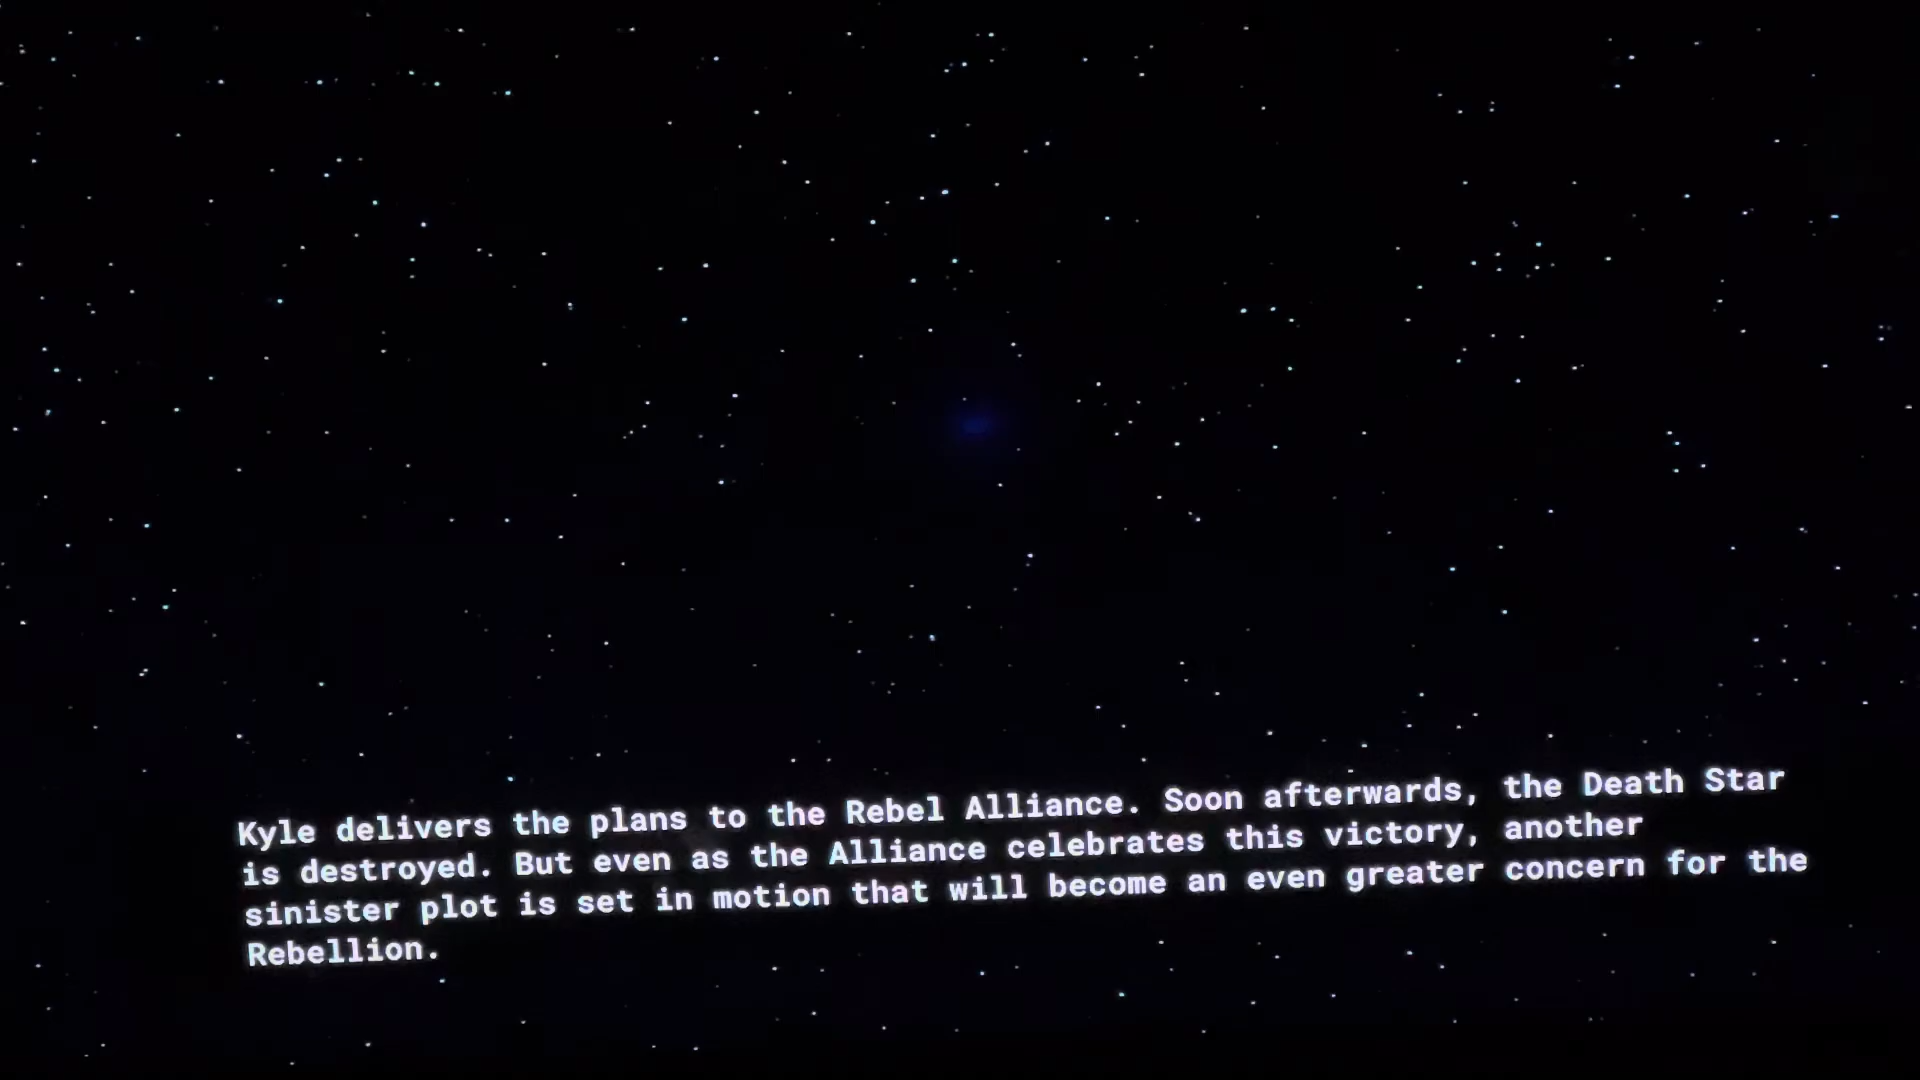 Kyle delivers the plans to the Rebel Alliance. Soon afterwards, the Death Star
is destroyed. But even as the Alliance celebrates this victory, another
sinister plot is set in motion that will become an even greater concern for the
Rebellion.